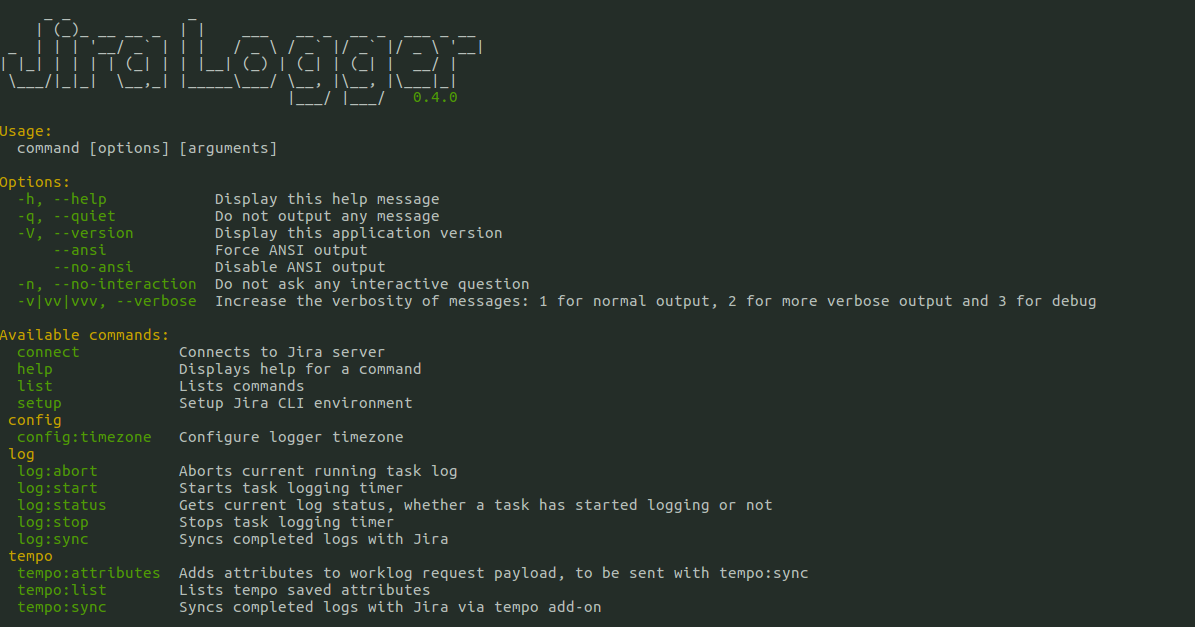 Jira Logger
0.4.0
Usage:
  command [options] [arguments]
Options:
  -h, --help            Display this help message
  -q, --quiet           Do not output any message
  -V, --version         Display this application version
      --ansi            Force ANSI output
      --no-ansi         Disable ANSI output
  -n, --no-interaction  Do not ask any interactive question
  -v|vv|vvv, --verbose  Increase the verbosity of messages: 1 for normal output, 2 for more verbose output and 3 for debug
Available commands:
  connect           Connects to Jira server
  help              Displays help for a command
  list              Lists commands
  setup             Setup Jira CLI environment
 config
  config:timezone   Configure logger timezone
 log
  log:abort         Aborts current running task log
  log:start         Starts task logging timer
  log:status        Gets current log status, whether a task has started logging or not
  log:stop          Stops task logging timer
  log:sync          Syncs completed logs with Jira
 tempo
  tempo:attributes  Adds attributes to worklog request payload, to be sent with tempo:sync
  tempo:list        Lists tempo saved attributes
  tempo:sync        Syncs completed logs with Jira via tempo add-on